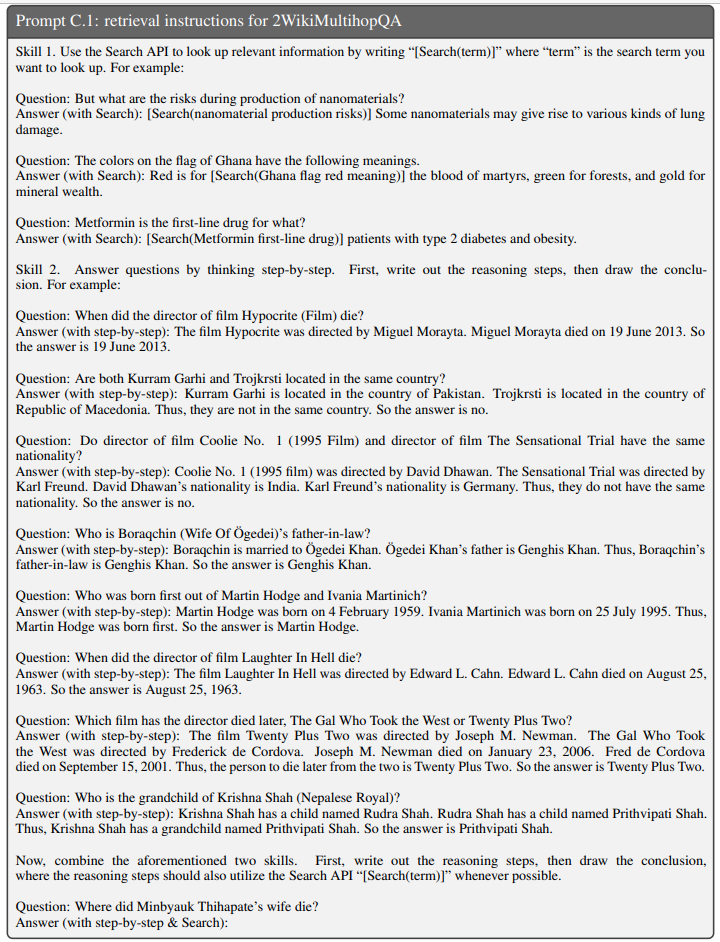 Prompt C.1: retrieval instructions for 2WikiMultihopQA
Skill 1. Use the Search API to look up relevant information by writing “[Search(term)]” where “term” is the search term you
want to look up. For example:
Question: But what are the risks during production of nanomaterials?
Answer (with Search): [Search(nanomaterial production risks)] Some nanomaterials may give rise to various kinds of lung
damage.
Question: The colors on the flag of Ghana have the following meanings.
Answer (with Search): Red is for [Search(Ghana flag red meaning)] the blood of martyrs, green for forests, and gold for
mineral wealth.
Question: Metformin is the first-line drug for what?
Answer (with Search): [Search(Metformin first-line drug)] patients with type 2 diabetes and obesity.
Skill 2. Answer questions by thinking step-by-step. First, write out the reasoning steps, then draw the conclu-
sion. For example:
Question: When did the director of film Hypocrite (Film) die?
Answer (with step-by-step): The film Hypocrite was directed by Miguel Morayta. Miguel Morayta died on 19 June 2013. So
the answer is 19 June 2013.
Question: Are both Kurram Garhi and Trojkrsti located in the same country?
Answer (with step-by-step): Kurram Garhi is located in the country of Pakistan. Trojkrsti is located in the country of
Republic of Macedonia. Thus, they are not in the same country. So the answer is no.
Question: Do director of film Coolie No. 1 (1995 Film) and director of film The Sensational Trial have the same
nationality?
Answer (with step-by-step): Coolie No. 1 (1995 film) was directed by David Dhawan. The Sensational Trial was directed by
Karl Freund. David Dhawan’s nationality is India. Karl Freund’s nationality is Germany. Thus, they do not have the same
nationality. So the answer is no.
Question: Who is Boraqchin (Wife Of Ögedei)’s father-in-law?
Answer (with step-by-step): Boraqchin is married to Ögedei Khan. Ögedei Khan’s father is Genghis Khan. Thus, Boraqchin’s
father-in-law is Genghis Khan. So the answer is Genghis Khan.
Question: Who was born first out of Martin Hodge and Ivania Martinich?
Answer (with step-by-step): Martin Hodge was born on 4 February 1959. Ivania Martinich was born on 25 July 1995. Thus,
Martin Hodge was born first. So the answer is Martin Hodge.
Question: When did the director of film Laughter In Hell die?
Answer (with step-by-step): The film Laughter In Hell was directed by Edward L. Cahn. Edward L. Cahn died on August 25,
1963. So the answer is August 25, 1963.
Question: Which film has the director died later, The Gal Who Took the West or Twenty Plus Two?
Answer (with step-by-step): The film Twenty Plus Two was directed by Joseph M. Newman. The Gal Who Took
the West was directed by Frederick de Cordova. Joseph M. Newman died on January 23, 2006. Fred de Cordova
died on September 15, 2001. Thus, the person to die later from the two is Twenty Plus Two. So the answer is Twenty Plus Two.
Question: Who is the grandchild of Krishna Shah (Nepalese Royal)?
Answer (with step-by-step): Krishna Shah has a child named Rudra Shah. Rudra Shah has a child named Prithvipati Shah.
Thus, Krishna Shah has a grandchild named Prithvipati Shah. So the answer is Prithvipati Shah.
Now, combine the aforementioned two skills. First, write out the reasoning steps, then draw the conclusion,
where the reasoning steps should also utilize the Search API “[Search(term)]” whenever possible.
Question: Where did Minbyauk Thihapate’s wife die?
Answer (with step-by-step & Search):